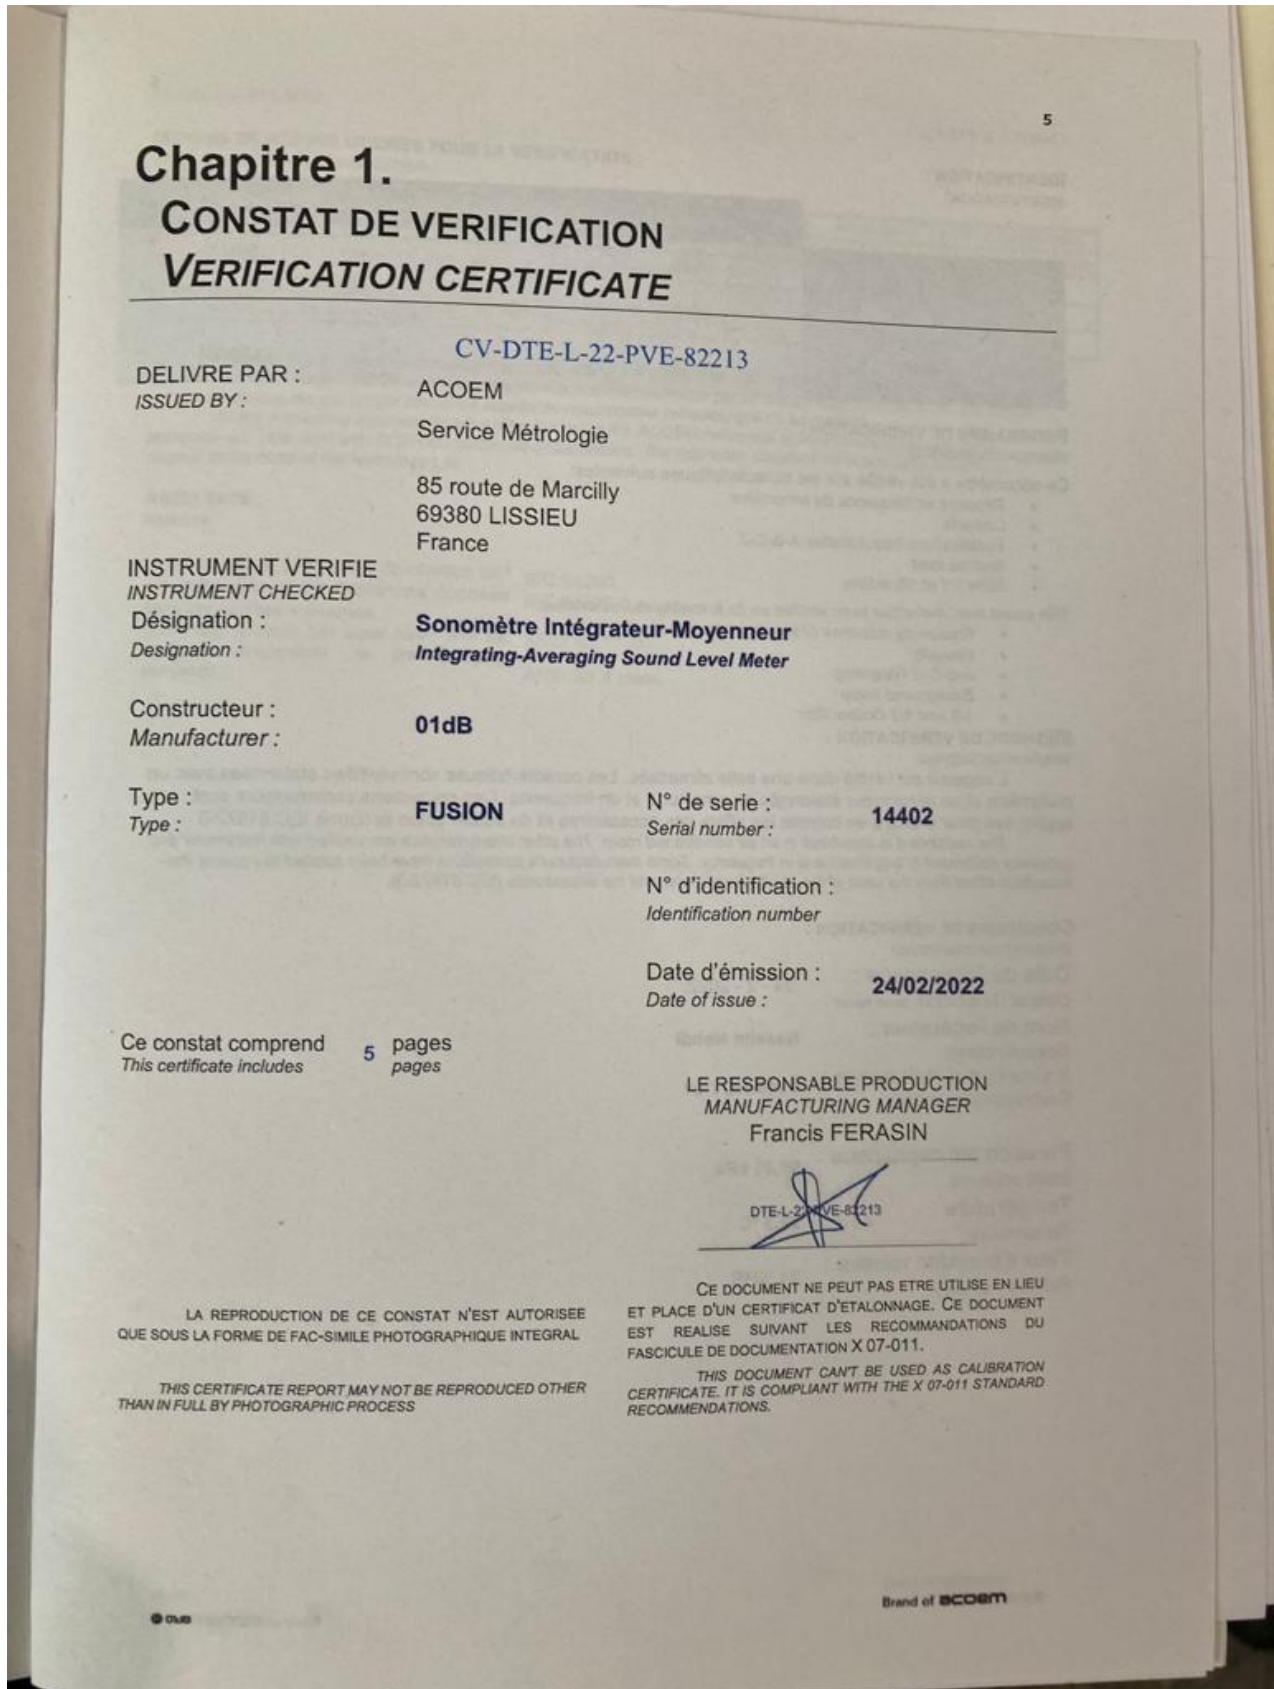 5
Chapitre 1.
CONSTAT DE VERIFICATION
VERIFICATION CERTIFICATE
CV-DTE-L-22-PVE-82213
DELIVRE PAR :
ISSUED BY :
ACOEM
Service Métrologie
85 route de Marcilly
69380 LISSIEU
France
INSTRUMENT VERIFIE
INSTRUMENT CHECKED
Désignation :
Designation :
Sonomètre Intégrateur-Moyenneur
Integrating-Averaging Sound Level Meter
Constructeur :
Manufacturer :
01dB
Type :
Type :
FUSION
N° de serie :
Serial number :
14402
N° d'identification :
Identification number
Date d'émission :
Date of issue :
24/02/2022
Ce constat comprend 5 pages
This certificate includes pages
LE RESPONSABLE PRODUCTION
MANUFACTURING MANAGER
Francis FERASIN
DTE-L-22-PVE-82213
LA REPRODUCTION DE CE CONSTAT N'EST AUTORISEE
QUE SOUS LA FORME DE FAC-SIMILE PHOTOGRAPHIQUE INTEGRAL
THIS CERTIFICATE REPORT MAY NOT BE REPRODUCED OTHER
THAN IN FULL BY PHOTOGRAPHIC PROCESS
CE DOCUMENT NE PEUT PAS ETRE UTILISE EN LIEU
ET PLACE D'UN CERTIFICAT D'ETALONNAGE. CE DOCUMENT
EST REALISE SUIVANT LES RECOMMANDATIONS DU
FASCICULE DE DOCUMENTATION X 07-011.
THIS DOCUMENT CAN'T BE USED AS CALIBRATION
CERTIFICATE. IT IS COMPLIANT WITH THE X 07-011 STANDARD
RECOMMENDATIONS.
01dB
Brand of acoem